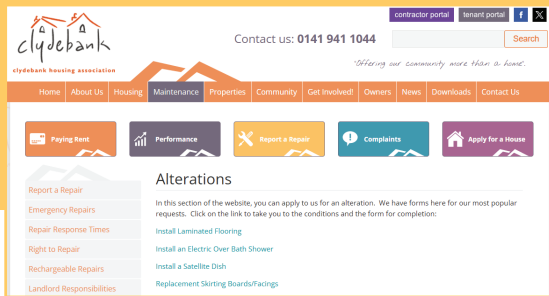 contractor portal
tenant portal
clydebank
clydebank housing association
Contact us: 0141 941 1044
Search
"Offering our community more than a home".
Home
About Us
Housing
Maintenance
Properties
Community
Get Involved!
Owners
News
Downloads
Contact Us
Paying Rent
Performance
Report a Repair
Complaints
Apply for a House
Report a Repair
Emergency Repairs
Repair Response Times
Right to Repair
Rechargeable Repairs
Landlord Responsibilities
Alterations
In this section of the website, you can apply to us for an alteration. We have forms here for our most popular
requests. Click on the link to take you to the conditions and the form for completion:
Install Laminated Flooring
Install an Electric Over Bath Shower
Install a Satellite Dish
Replacement Skirting Boards/Facings